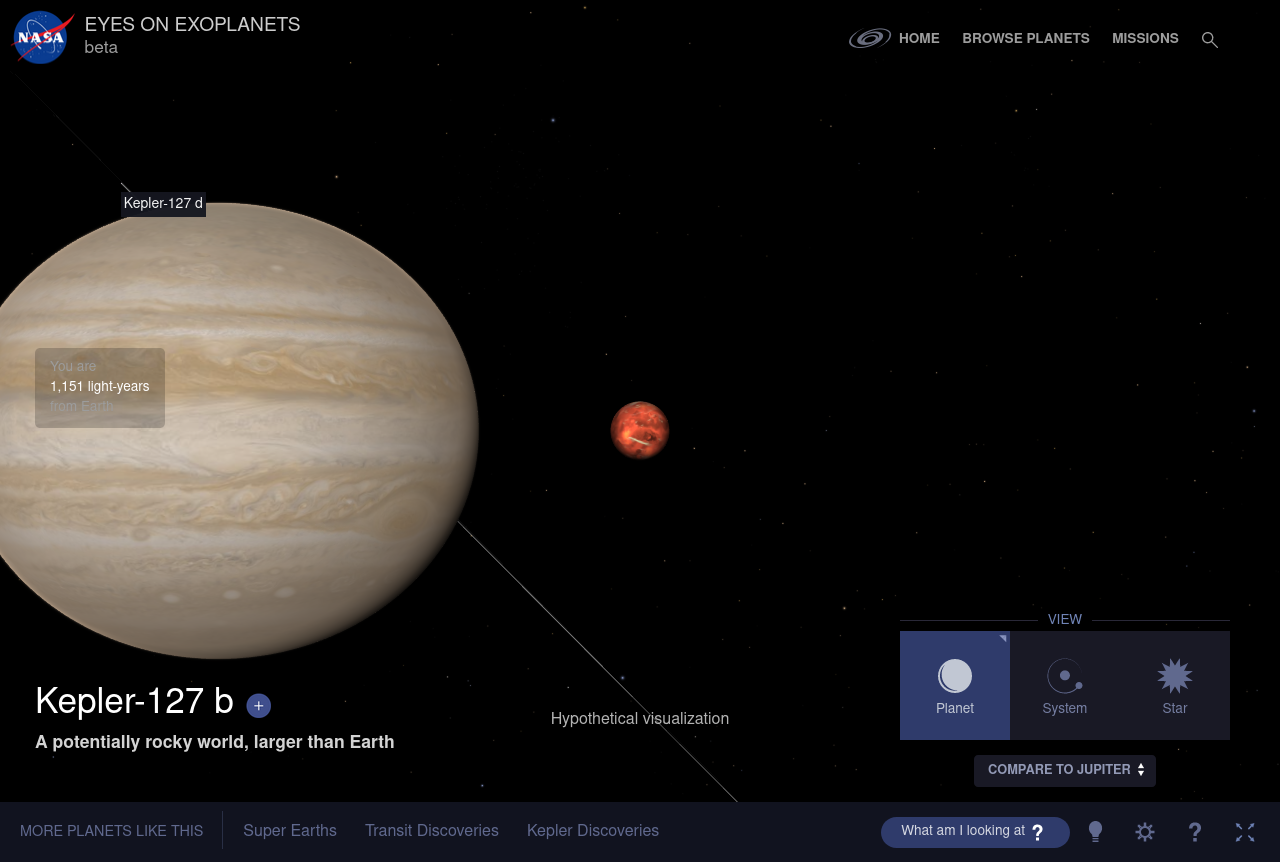 NASA
EYES ON EXOPLANETS
beta
HOME
BROWSE PLANETS
MISSIONS
Kepler-127 d
You are
1,151 light-years
from Earth
Kepler-127 b +
A potentially rocky world, larger than Earth
Hypothetical visualization
VIEW
Planet
System
Star
COMPARE TO JUPITER
MORE PLANETS LIKE THIS
Super Earths
Transit Discoveries
Kepler Discoveries
What am I looking at ?
?